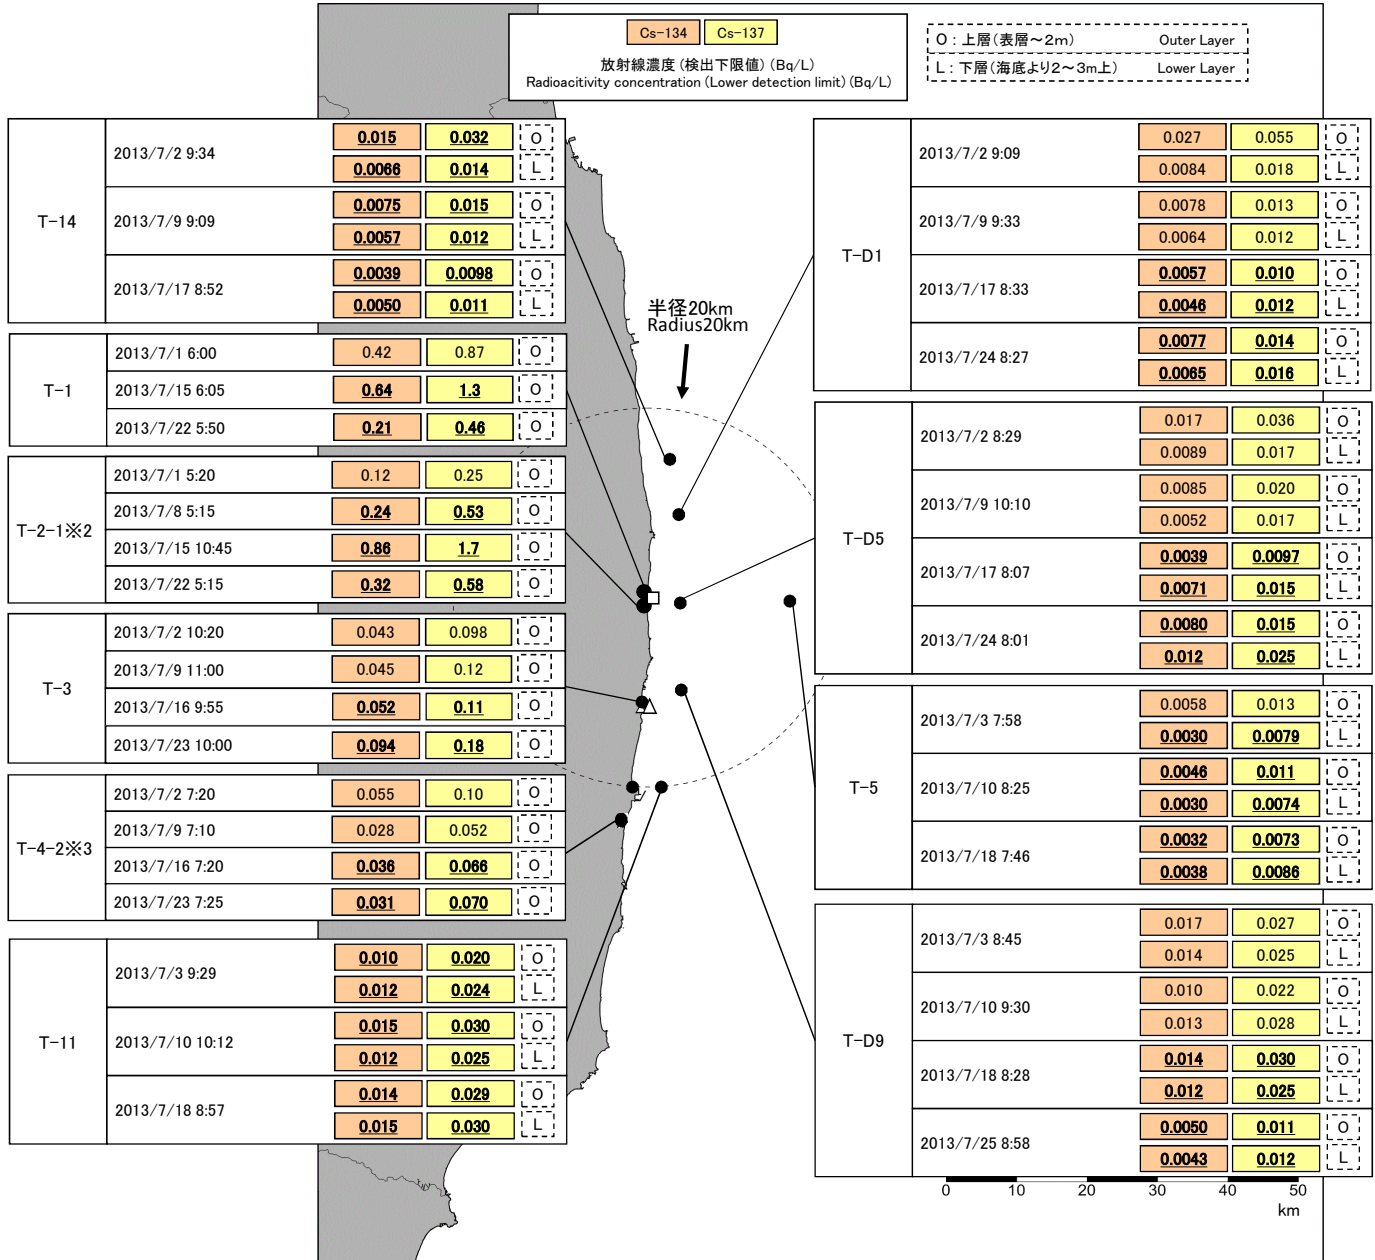 Cs-134 Cs-137
放射線濃度(検出下限値)(Bq/L)
Radioacitivity concentration(Lower detection limit)(Bq/L)
O：上層(表層～2m) Outer Layer
L：下層(海底より2～3m上) Lower Layer
半径20km
Radius20km
T-14
2013/7/2 9:34
0.015 0.032 O
0.0066 0.014 L
2013/7/9 9:09
0.0075 0.015 O
0.0057 0.012 L
2013/7/17 8:52
0.0039 0.0098 O
0.0050 0.011 L
T-1
2013/7/1 6:00 0.42 0.87 O
2013/7/15 6:05 0.64 1.3 O
2013/7/22 5:50 0.21 0.46 O
T-2-1※2
2013/7/1 5:20 0.12 0.25 O
2013/7/8 5:15 0.24 0.53 O
2013/7/15 10:45 0.86 1.7 O
2013/7/22 5:15 0.32 0.58 O
T-3
2013/7/2 10:20 0.043 0.098 O
2013/7/9 11:00 0.045 0.12 O
2013/7/16 9:55 0.052 0.11 O
2013/7/23 10:00 0.094 0.18 O
T-4-2※3
2013/7/2 7:20 0.055 0.10 O
2013/7/9 7:10 0.028 0.052 O
2013/7/16 7:20 0.036 0.066 O
2013/7/23 7:25 0.031 0.070 O
T-11
2013/7/3 9:29
0.010 0.020 O
0.012 0.024 L
2013/7/10 10:12
0.015 0.030 O
0.012 0.025 L
2013/7/18 8:57
0.014 0.029 O
0.015 0.030 L
T-D1
2013/7/2 9:09
0.027 0.055 O
0.0084 0.018 L
2013/7/9 9:33
0.0078 0.013 O
0.0064 0.012 L
2013/7/17 8:33
0.0057 0.010 O
0.0046 0.012 L
2013/7/24 8:27
0.0077 0.014 O
0.0065 0.016 L
T-D5
2013/7/2 8:29
0.017 0.036 O
0.0089 0.017 L
2013/7/9 10:10
0.0085 0.020 O
0.0052 0.017 L
2013/7/17 8:07
0.0039 0.0097 O
0.0071 0.015 L
2013/7/24 8:01
0.0080 0.015 O
0.012 0.025 L
T-5
2013/7/3 7:58
0.0058 0.013 O
0.0030 0.0079 L
2013/7/10 8:25
0.0046 0.011 O
0.0030 0.0074 L
2013/7/18 7:46
0.0032 0.0073 O
0.0038 0.0086 L
T-D9
2013/7/3 8:45
0.017 0.027 O
0.014 0.025 L
2013/7/10 9:30
0.010 0.022 O
0.013 0.028 L
2013/7/18 8:28
0.014 0.030 O
0.012 0.025 L
2013/7/25 8:58
0.0050 0.011 O
0.0043 0.012 L
0 10 20 30 40 50
km